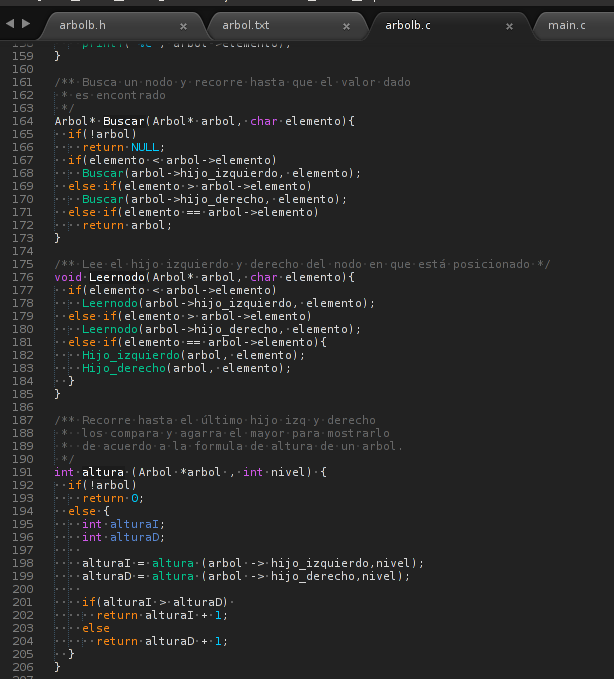 arbolb.h × arbol.txt × arbolb.c × main.c
158 printf(" %c", arbol->elemento);
159 }
160
161 /** Busca un nodo y recorre hasta que el valor dado
162 * es encontrado
163 */
164 Arbol* Buscar(Arbol* arbol, char elemento){
165 if(!arbol)
166 return NULL;
167 if(elemento < arbol->elemento)
168 Buscar(arbol->hijo_izquierdo, elemento);
169 else if(elemento > arbol->elemento)
170 Buscar(arbol->hijo_derecho, elemento);
171 else if(elemento == arbol->elemento)
172 return arbol;
173 }
174
175 /** Lee el hijo izquierdo y derecho del nodo en que está posicionado */
176 void Leernodo(Arbol* arbol, char elemento){
177 if(elemento < arbol->elemento)
178 Leernodo(arbol->hijo_izquierdo, elemento);
179 else if(elemento > arbol->elemento)
180 Leernodo(arbol->hijo_derecho, elemento);
181 else if(elemento == arbol->elemento){
182 Hijo_izquierdo(arbol, elemento);
183 Hijo_derecho(arbol, elemento);
184 }
185 }
186
187 /** Recorre hasta el último hijo izq y derecho
188 * los compara y agarra el mayor para mostrarlo
189 * de acuerdo a la formula de altura de un arbol.
190 */
191 int altura (Arbol *arbol , int nivel) {
192 if(!arbol)
193 return 0;
194 else {
195 int alturaI;
196 int alturaD;
197
198 alturaI = altura (arbol -> hijo_izquierdo,nivel);
199 alturaD = altura (arbol -> hijo_derecho,nivel);
200
201 if(alturaI > alturaD)
202 return alturaI + 1;
203 else
204 return alturaD + 1;
205 }
206 }
207